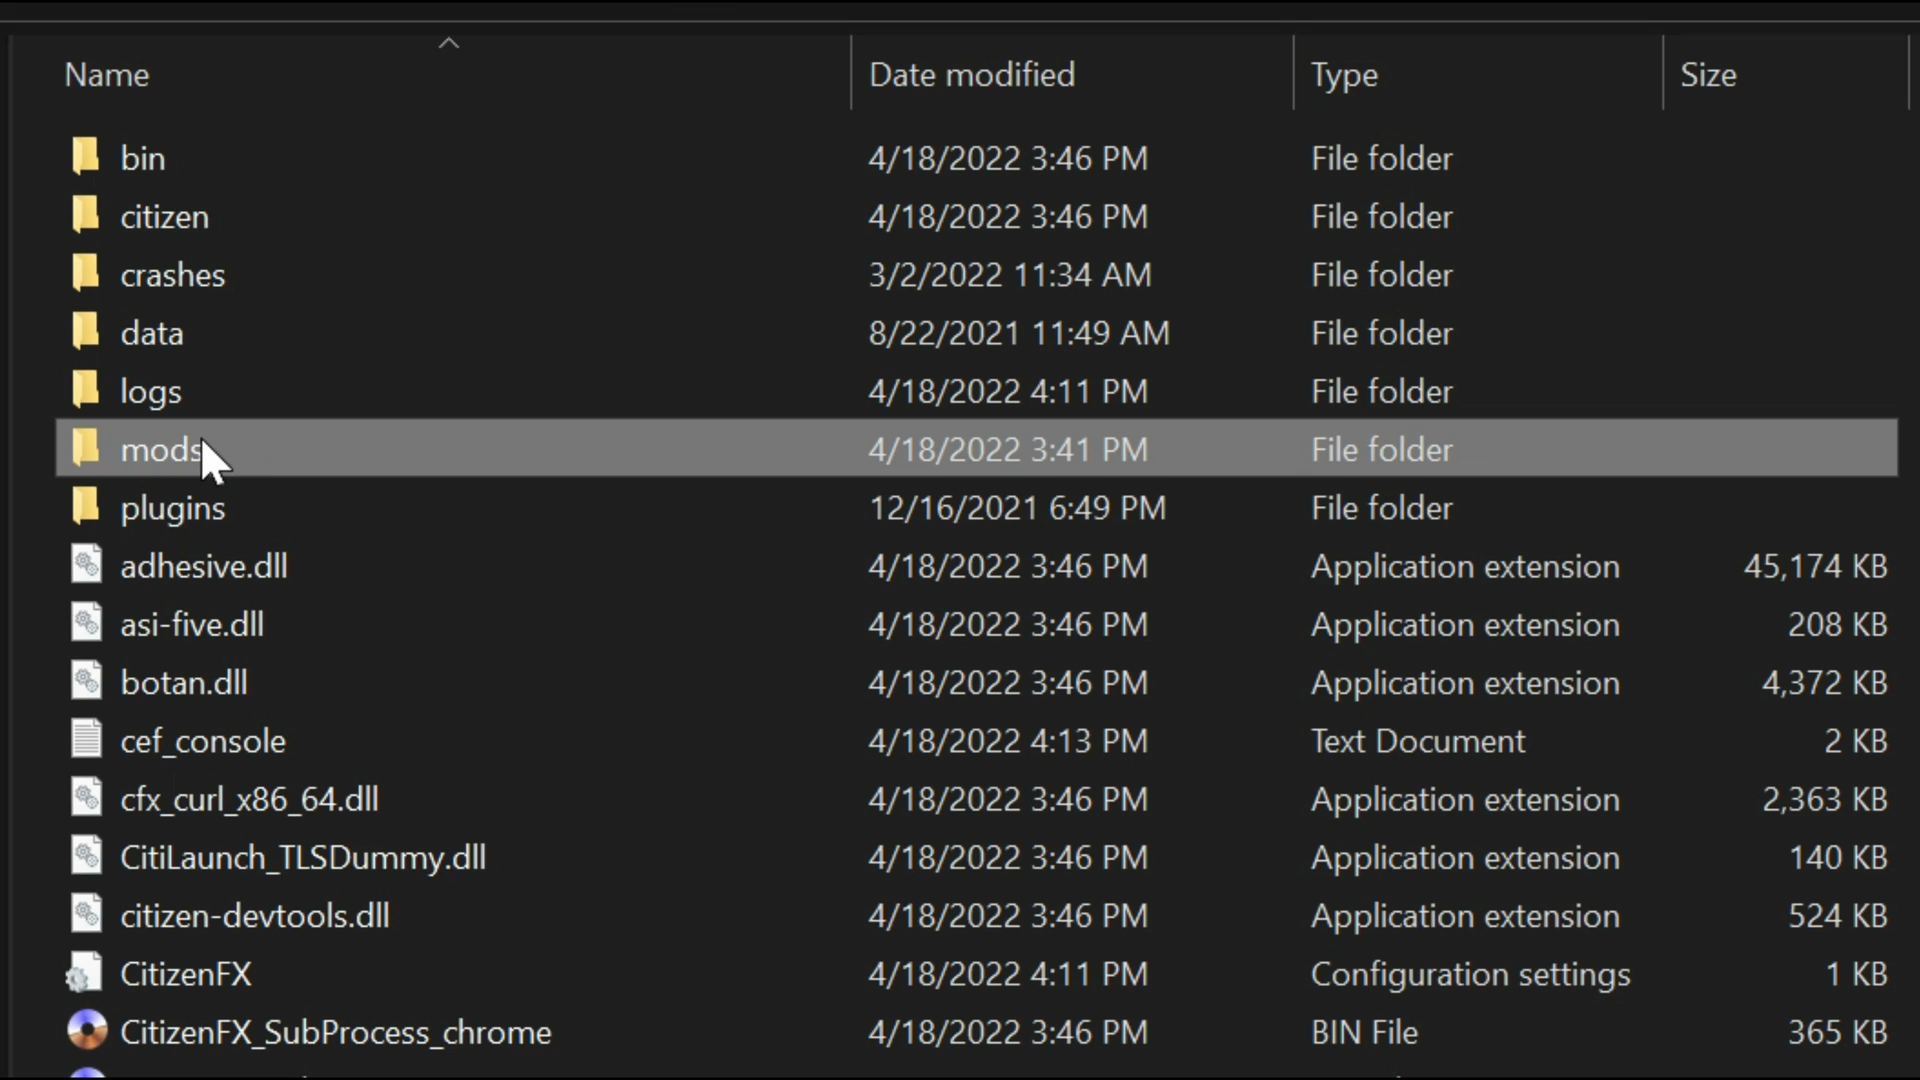 Name Date modified Type Size
bin 4/18/2022 3:46 PM File folder
citizen 4/18/2022 3:46 PM File folder
crashes 3/2/2022 11:34 AM File folder
data 8/22/2021 11:49 AM File folder
logs 4/18/2022 4:11 PM File folder
mods 4/18/2022 3:41 PM File folder
plugins 12/16/2021 6:49 PM File folder
adhesive.dll 4/18/2022 3:46 PM Application extension 45,174 KB
asi-five.dll 4/18/2022 3:46 PM Application extension 208 KB
botan.dll 4/18/2022 3:46 PM Application extension 4,372 KB
cef_console 4/18/2022 4:13 PM Text Document 2 KB
cfx_curl_x86_64.dll 4/18/2022 3:46 PM Application extension 2,363 KB
CitiLaunch_TLSDummy.dll 4/18/2022 3:46 PM Application extension 140 KB
citizen-devtools.dll 4/18/2022 3:46 PM Application extension 524 KB
CitizenFX 4/18/2022 4:11 PM Configuration settings 1 KB
CitizenFX_SubProcess_chrome 4/18/2022 3:46 PM BIN File 365 KB